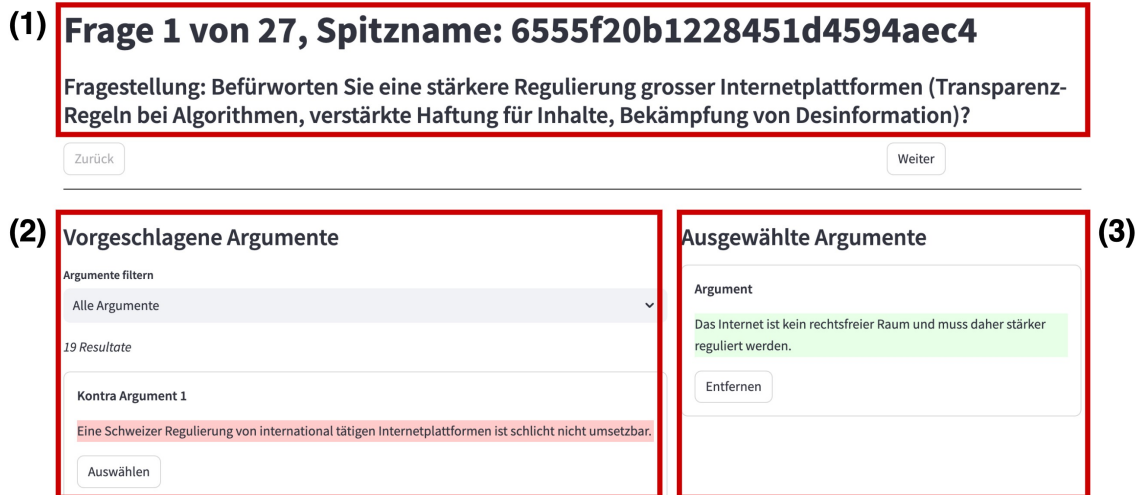 (1)
Frage 1 von 27, Spitzname: 6555f20b1228451d4594aec4
Fragestellung: Befürworten Sie eine stärkere Regulierung grosser Internetplattformen (Transparenz-
Regeln bei Algorithmen, verstärkte Haftung für Inhalte, Bekämpfung von Desinformation)?
Zurück
Weiter
(2)
Vorgeschlagene Argumente
Argumente filtern
Alle Argumente
19 Resultate
Kontra Argument 1
Eine Schweizer Regulierung von international tätigen Internetplattformen ist schlicht nicht umsetzbar.
Auswählen
(3)
Ausgewählte Argumente
Argument
Das Internet ist kein rechtsfreier Raum und muss daher stärker
reguliert werden.
Entfernen